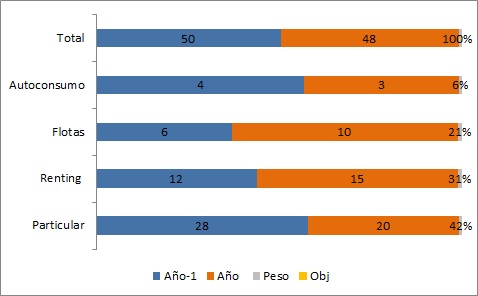 Total 50 48 100%
Autoconsumo 4 3 6%
Flotas 6 10 21%
Renting 12 15 31%
Particular 28 20 42%
Año-1 Año Peso Obj